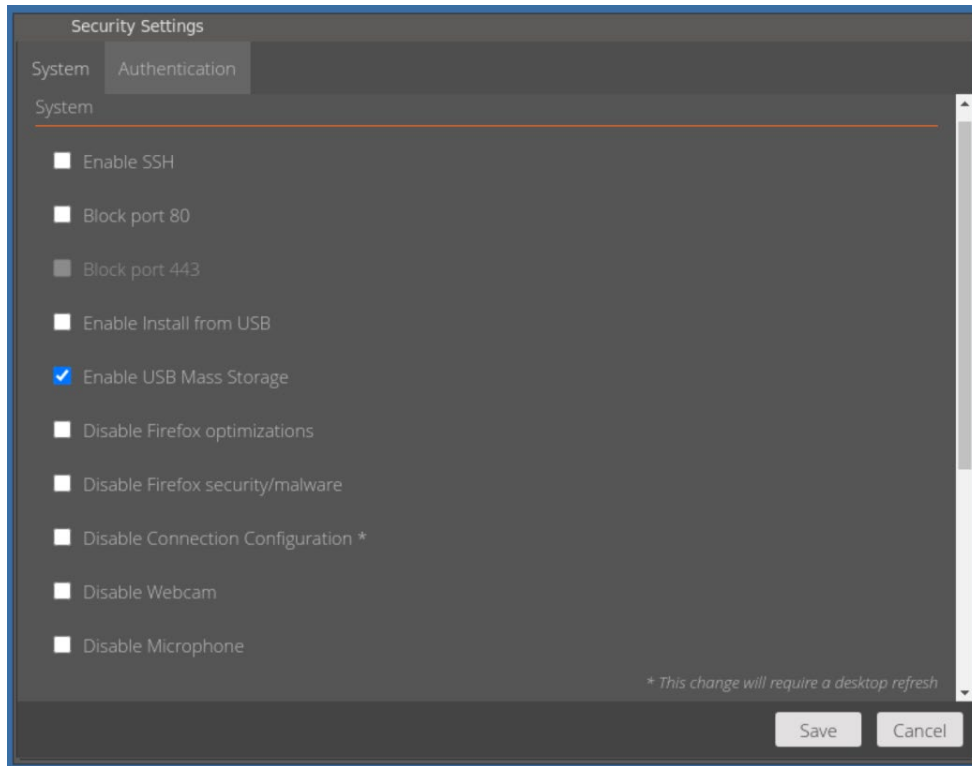 Security Settings
System Authentication
System
Enable SSH
Block port 80
Block port 443
Enable Install from USB
Enable USB Mass Storage
Disable Firefox optimizations
Disable Firefox security/malware
Disable Connection Configuration *
Disable Webcam
Disable Microphone
* This change will require a desktop refresh
Save Cancel